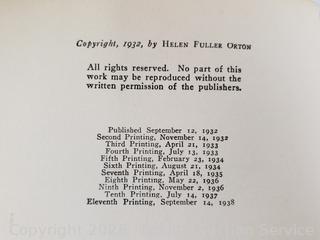 Copyright, 1932, by HELEN FULLER ORTON
All rights reserved. No part of this
work may be reproduced without the
written permission of the publishers.
Published September 12, 1932
Second Printing, November 14, 1932
Third Printing, April 21, 1933
Fourth Printing, July 13, 1933
Fifth Printing, February 23, 1934
Sixth Printing, August 21, 1934
Seventh Printing, April 18, 1935
Eighth Printing, May 22, 1936
Ninth Printing, November 2, 1936
Tenth Printing, July 14, 1937
Eleventh Printing, September 14, 1938
Copyright 2026